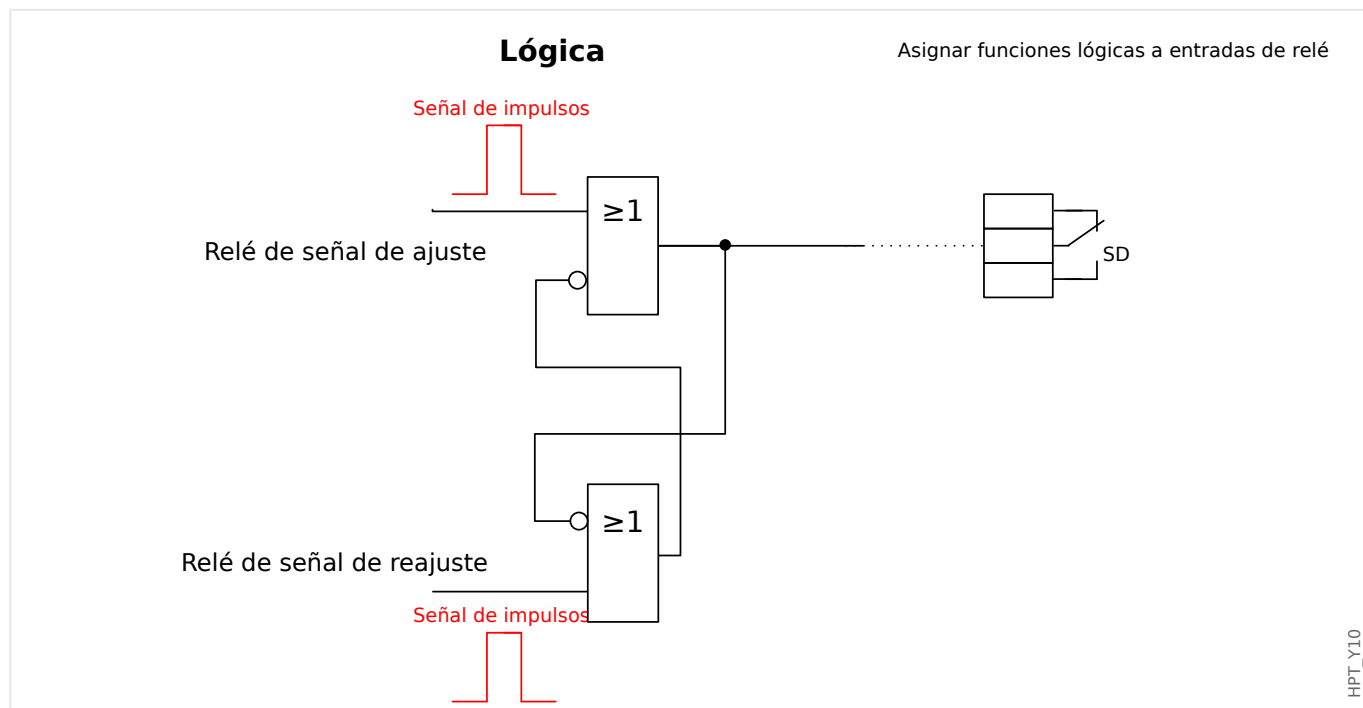 Lógica
Asignar funciones lógicas a entradas de relé
Señal de impulsos
≥1
Relé de señal de ajuste
SD
≥1
Relé de señal de reajuste
Señal de impulsos
HPT_Y10